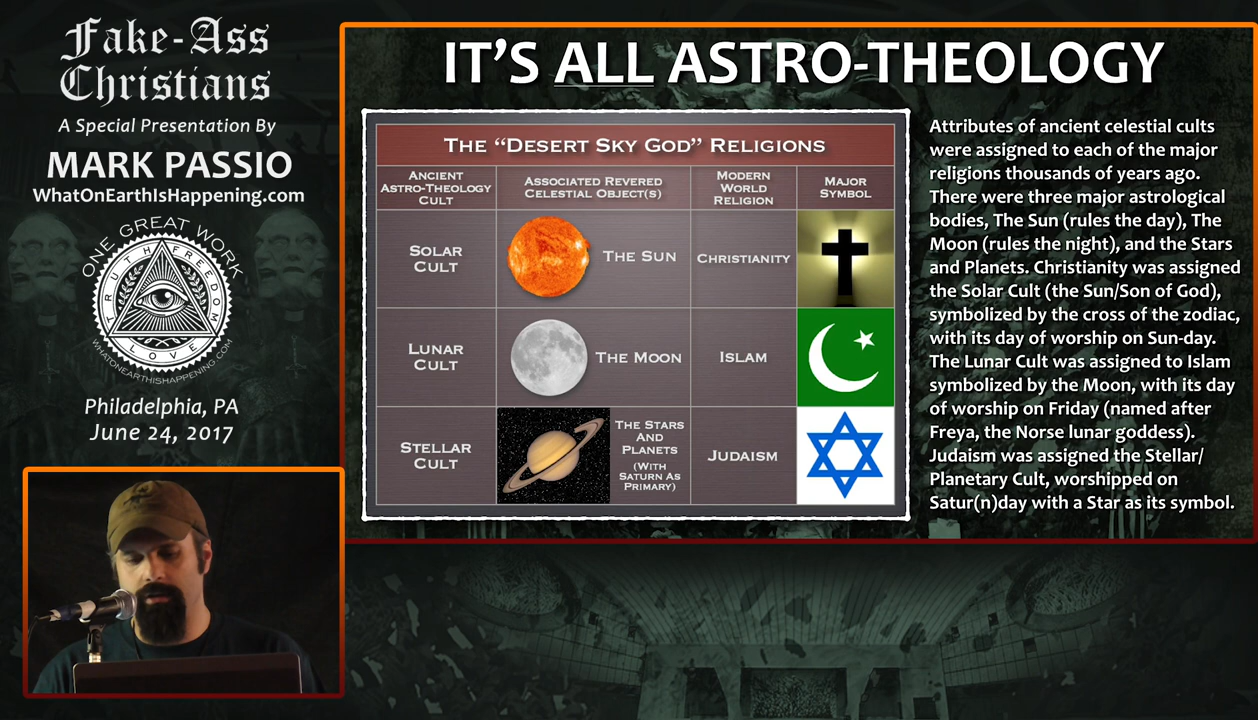 Fake-Ass
Christians
A Special Presentation By
MARK PASSIO
WhatOnEarthIsHappening.com
ONE GREAT WORK
TRUTH FREEDOM
LOVE
WHATONEARTHISHAPPENING.COM
Philadelphia, PA
June 24, 2017
IT'S ALL ASTRO-THEOLOGY
THE “DESERT SKY GOD” RELIGIONS
ANCIENT
ASTRO-THEOLOGY
CULT
ASSOCIATED REVERED
CELESTIAL OBJECT(S)
MODERN
WORLD
RELIGION
MAJOR
SYMBOL
SOLAR
CULT
THE SUN
CHRISTIANITY
LUNAR
CULT
THE MOON
ISLAM
STELLAR
CULT
THE STARS
AND
PLANETS
(WITH
SATURN AS
PRIMARY)
JUDAISM
Attributes of ancient celestial cults
were assigned to each of the major
religions thousands of years ago.
There were three major astrological
bodies, The Sun (rules the day), The
Moon (rules the night), and the Stars
and Planets. Christianity was assigned
the Solar Cult (the Sun/Son of God),
symbolized by the cross of the zodiac,
with its day of worship on Sun-day.
The Lunar Cult was assigned to Islam
symbolized by the Moon, with its day
of worship on Friday (named after
Freya, the Norse lunar goddess).
Judaism was assigned the Stellar/
Planetary Cult, worshipped on
Satur(n)day with a Star as its symbol.